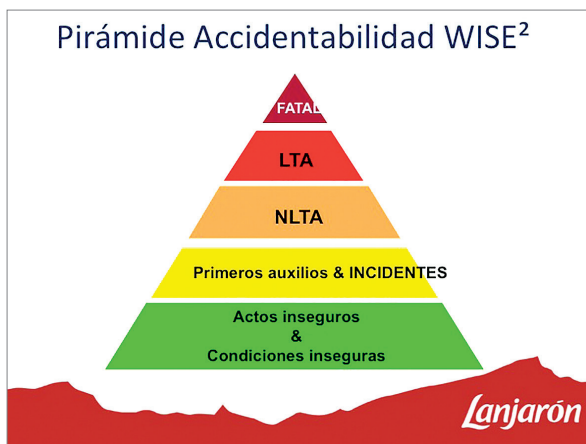 Pirámide Accidentabilidad WISE²
FATAL
LTA
NLTA
Primeros auxilios & INCIDENTES
Actos inseguros
&
Condiciones inseguras
Lanjarón